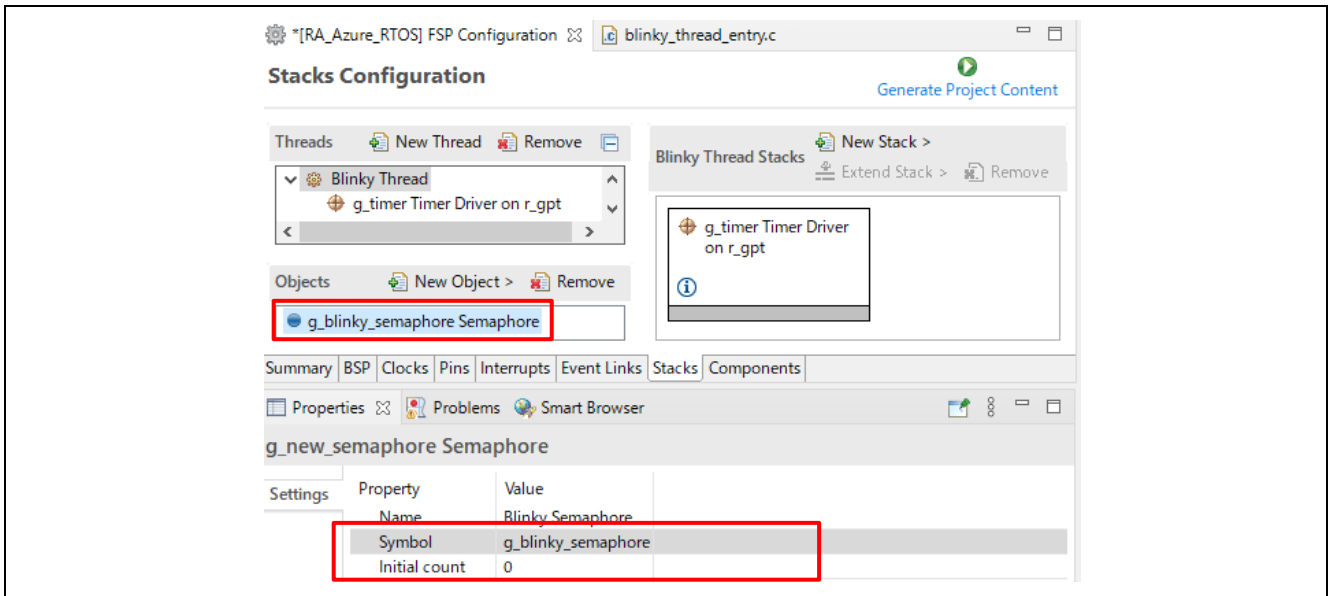 *[RA_Azure_RTOS] FSP Configuration
blinky_thread_entry.c
Stacks Configuration
Generate Project Content
Threads
New Thread
Remove
Blinky Thread
g_timer Timer Driver on r_gpt
Objects
New Object >
Remove
g_blinky_semaphore Semaphore
Blinky Thread Stacks
New Stack >
Extend Stack >
Remove
g_timer Timer Driver
on r_gpt
Summary BSP Clocks Pins Interrupts Event Links Stacks Components
Properties
Problems
Smart Browser
g_new_semaphore Semaphore
Settings
Property Value
Name Blinky Semaphore
Symbol g_blinky_semaphore
Initial count 0